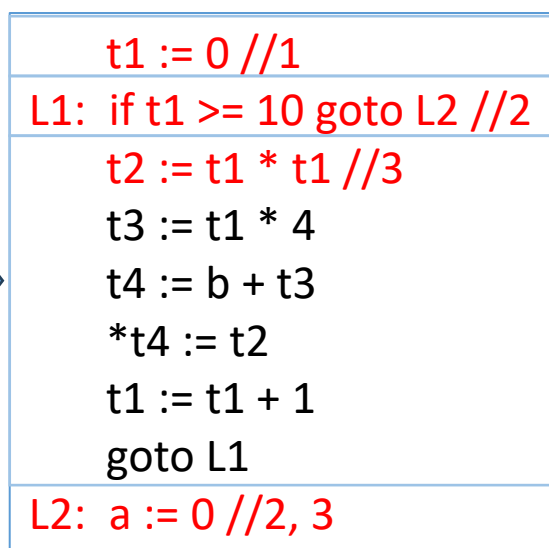 t1 := 0 //1
L1: if t1 >= 10 goto L2 //2
t2 := t1 * t1 //3
t3 := t1 * 4
t4 := b + t3
*t4 := t2
t1 := t1 + 1
goto L1
L2: a := 0 //2, 3